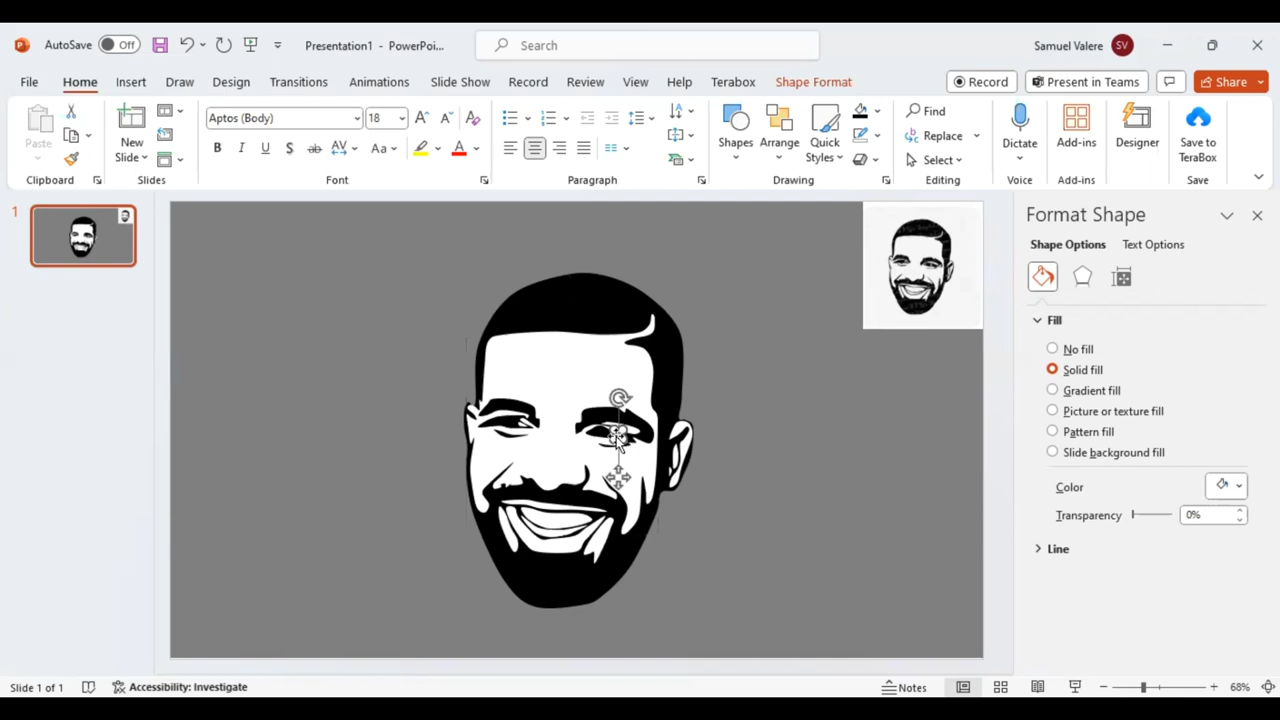 AutoSave Off Presentation1 - PowerPoi... Search Samuel Valere SV
File Home Insert Draw Design Transitions Animations Slide Show Record Review View Help Terabox Shape Format Record Present in Teams Share
Paste New Slide Aptos (Body) 18 B I U S ab AV Aa A A Shapes Arrange Quick Styles Find Replace Select Dictate Add-ins Designer Save to TeraBox
Clipboard Slides Font Paragraph Drawing Editing Voice Add-ins Save
1
Format Shape
Shape Options Text Options
Fill
No fill
Solid fill
Gradient fill
Picture or texture fill
Pattern fill
Slide background fill
Color
Transparency 0%
Line
Slide 1 of 1 Accessibility: Investigate Notes 68%